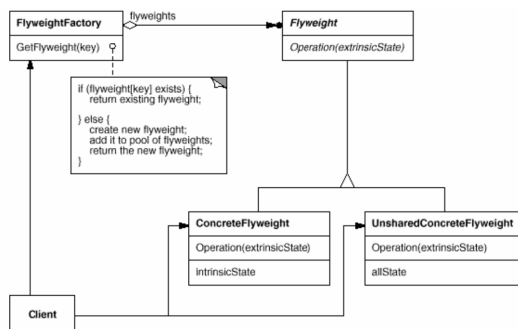 FlyweightFactory
flyweights
Flyweight
GetFlyweight(key)
Operation(extrinsicState)
if (flyweight[key] exists) {
return existing flyweight;
} else {
create new flyweight;
add it to pool of flyweights;
return the new flyweight;
}
ConcreteFlyweight
Operation(extrinsicState)
intrinsicState
UnsharedConcreteFlyweight
Operation(extrinsicState)
allState
Client